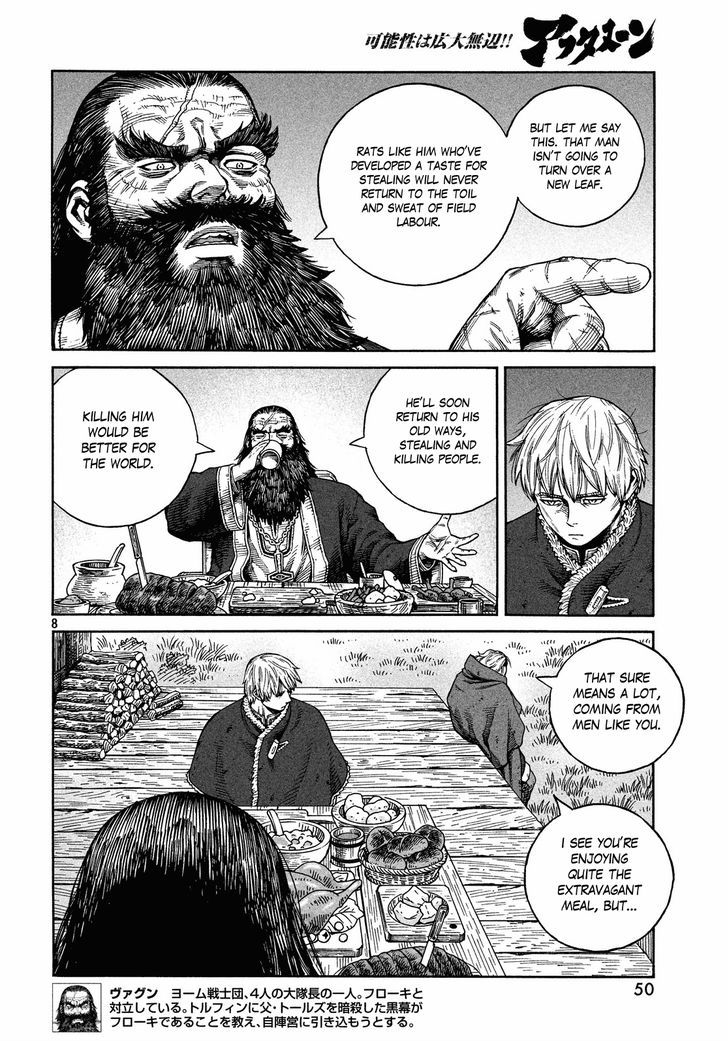 可能性は広大無辺!!
アフタヌーン
BUT LET ME SAY
THIS. THAT MAN
ISN'T GOING TO
TURN OVER A
NEW LEAF.
RATS LIKE HIM WHO'VE
DEVELOPED A TASTE FOR
STEALING WILL NEVER
RETURN TO THE TOIL
AND SWEAT OF FIELD
LABOUR.
HE'LL SOON
RETURN TO HIS
OLD WAYS,
STEALING AND
KILLING PEOPLE.
KILLING HIM
WOULD BE
BETTER FOR
THE WORLD.
8
THAT SURE
MEANS A LOT,
COMING FROM
MEN LIKE YOU.
I SEE YOU'RE
ENJOYING
QUITE THE
EXTRAVAGANT
MEAL, BUT...
50
ヴァグン ヨーム戦士団、4人の大隊長の一人。フローキと
対立している。トルフィンに父・トールズを暗殺した黒幕が
フローキであることを教え、自陣営に引き込もうとする。